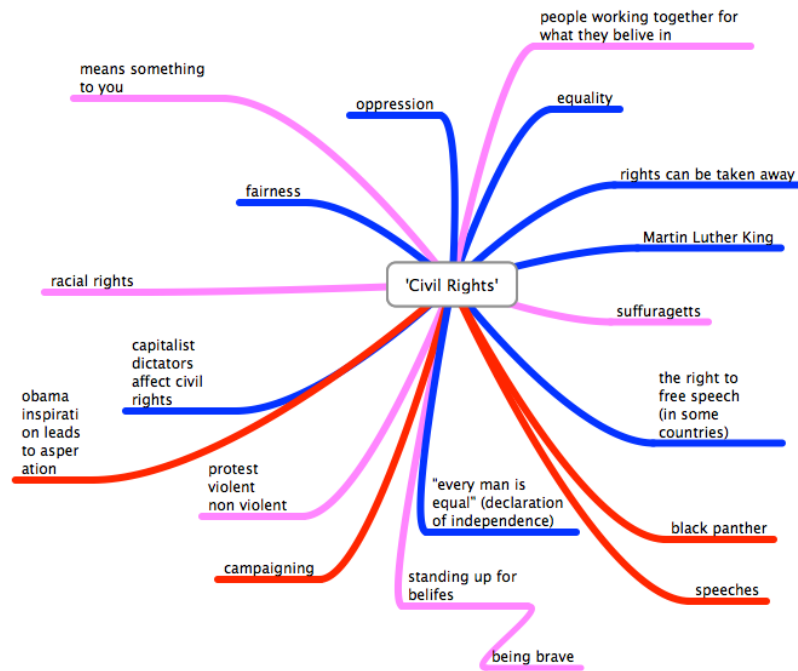 people working together for
what they belive in
means something
to you
oppression
equality
rights can be taken away
fairness
Martin Luther King
racial rights
'Civil Rights'
suffuragetts
capitalist
dictators
affect civil
rights
the right to
free speech
(in some
countries)
obama
inspirati
on leads
to asper
ation
protest
violent
non violent
"every man is
equal" (declaration
of independence)
black panther
campaigning
standing up for
belifes
speeches
being brave